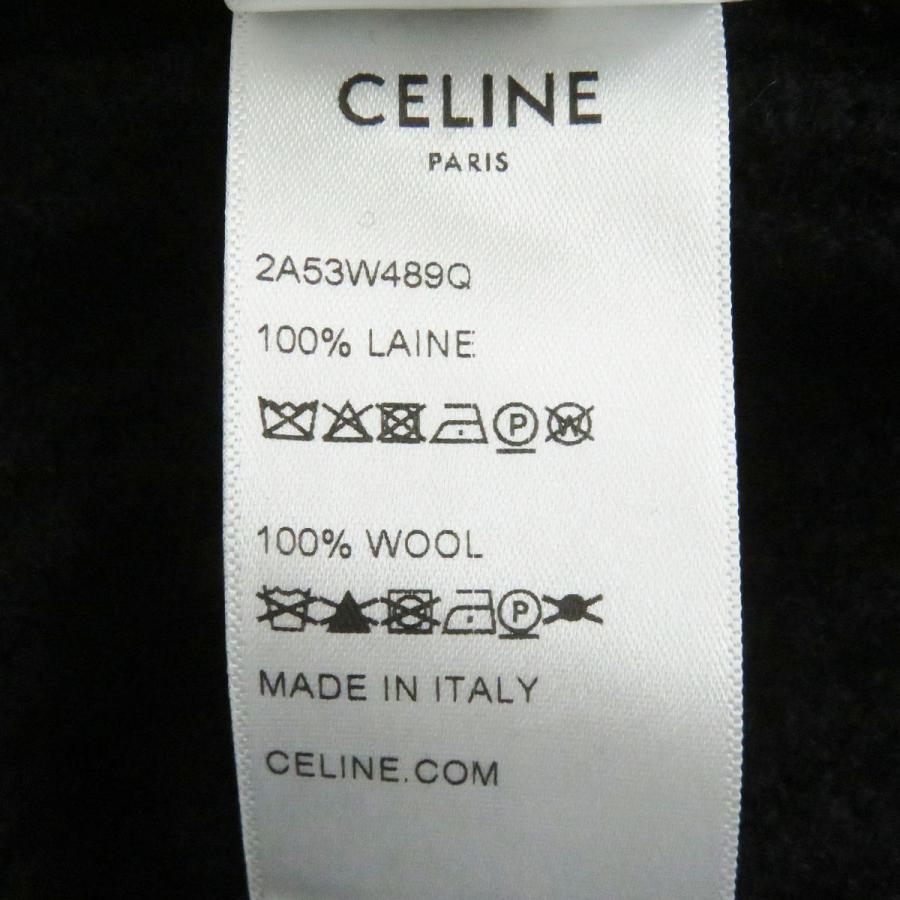 CELINE
PARIS
2A53W489Q
100% LAINE
P W
100% WOOL
P
MADE IN ITALY
CELINE.COM